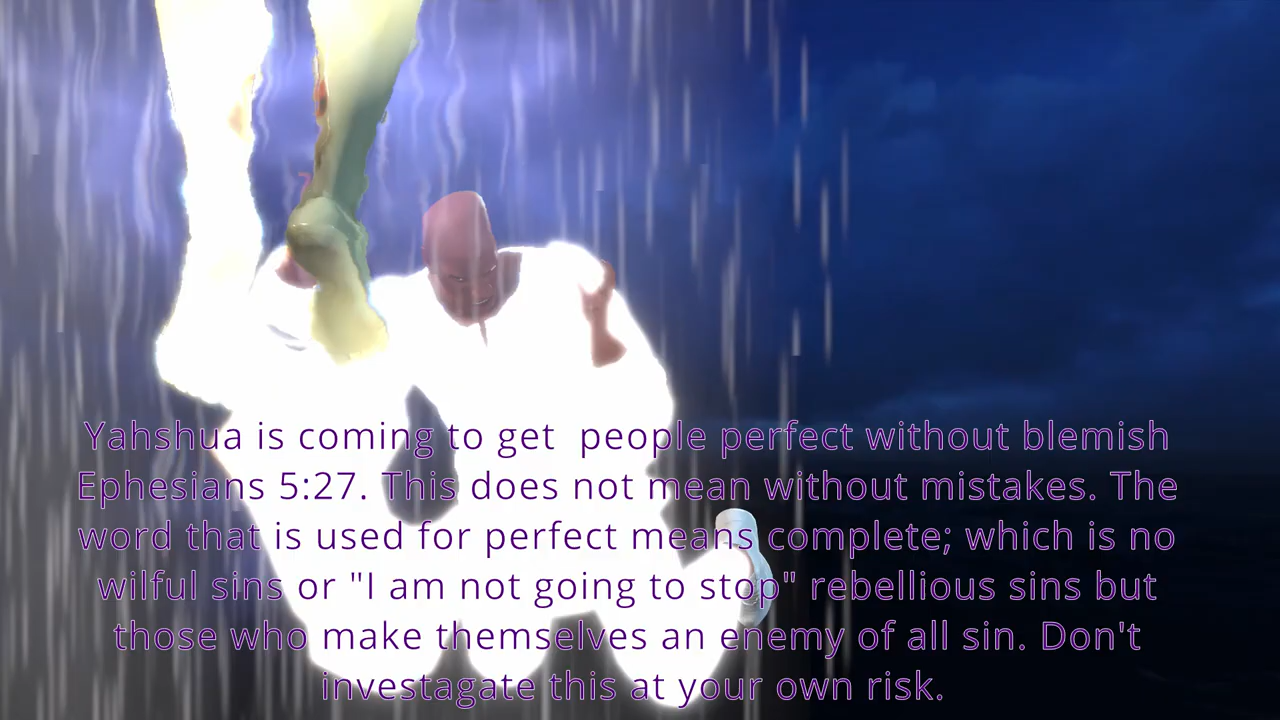 Yahshua is coming to get  people perfect without blemish
Ephesians 5:27. This does not mean without mistakes. The
word that is used for perfect means complete; which is no
wilful sins or "I am not going to stop" rebellious sins but
those who make themselves an enemy of all sin. Don't
investagate this at your own risk.